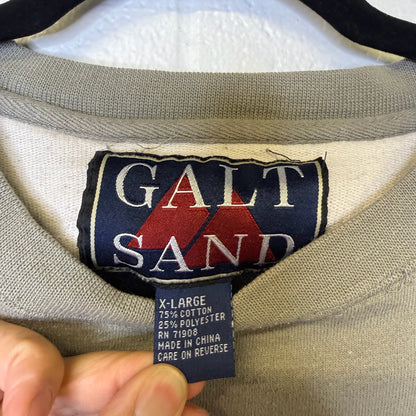 GALT
SAND
X-LARGE
75% COTTON
25% POLYESTER
RN 71908
MADE IN CHINA
CARE ON REVERSE